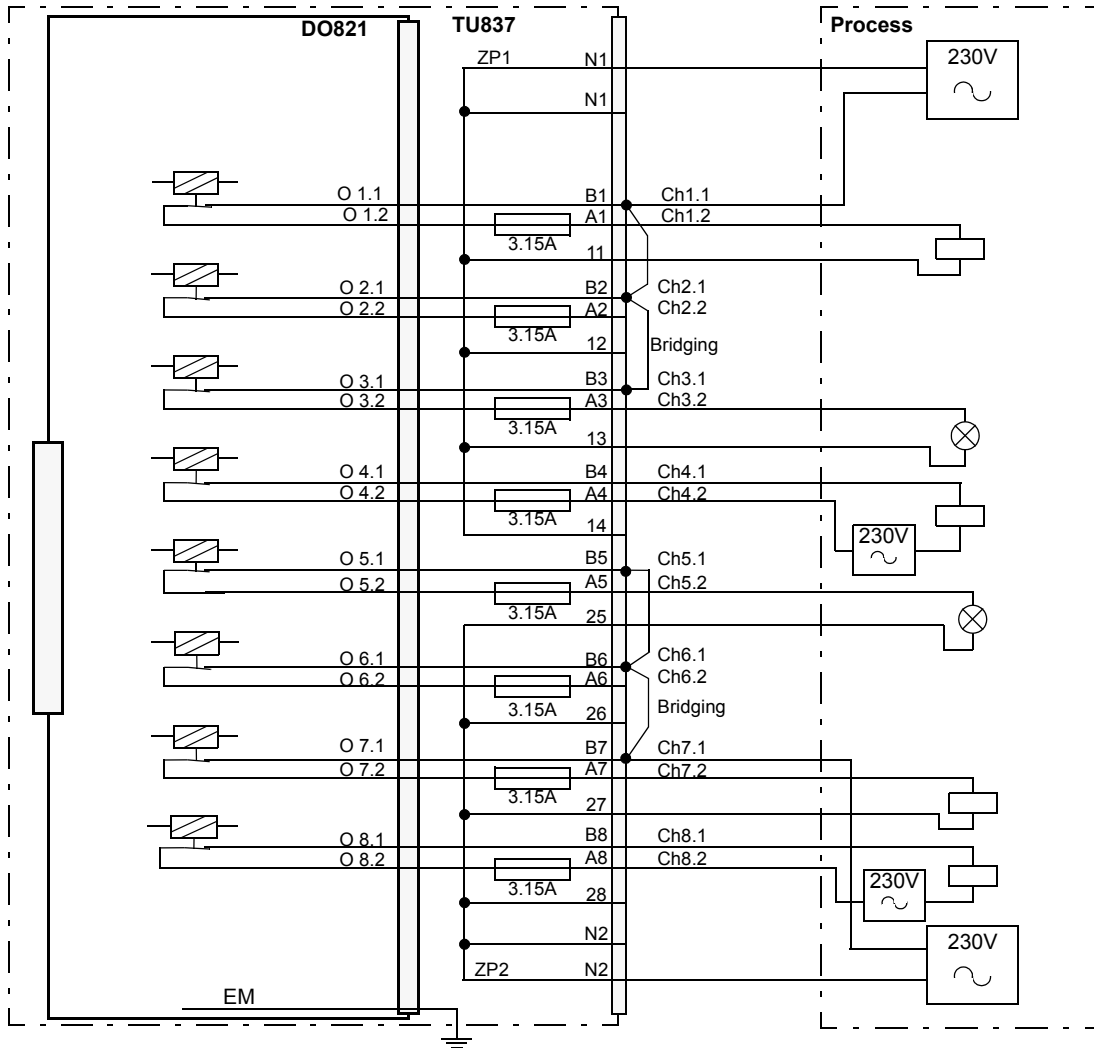 DO821
TU837
Process
ZP1
N1
230V
N1
O 1.1
B1
Ch1.1
O 1.2
A1
Ch1.2
3.15A
11
O 2.1
B2
Ch2.1
O 2.2
A2
Ch2.2
3.15A
12
Bridging
O 3.1
B3
Ch3.1
O 3.2
A3
Ch3.2
3.15A
13
O 4.1
B4
Ch4.1
O 4.2
A4
Ch4.2
3.15A
14
230V
O 5.1
B5
Ch5.1
O 5.2
A5
Ch5.2
3.15A
25
O 6.1
B6
Ch6.1
O 6.2
A6
Ch6.2
3.15A
26
Bridging
O 7.1
B7
Ch7.1
O 7.2
A7
Ch7.2
3.15A
27
O 8.1
B8
Ch8.1
O 8.2
A8
Ch8.2
3.15A
28
230V
N2
230V
ZP2
N2
EM